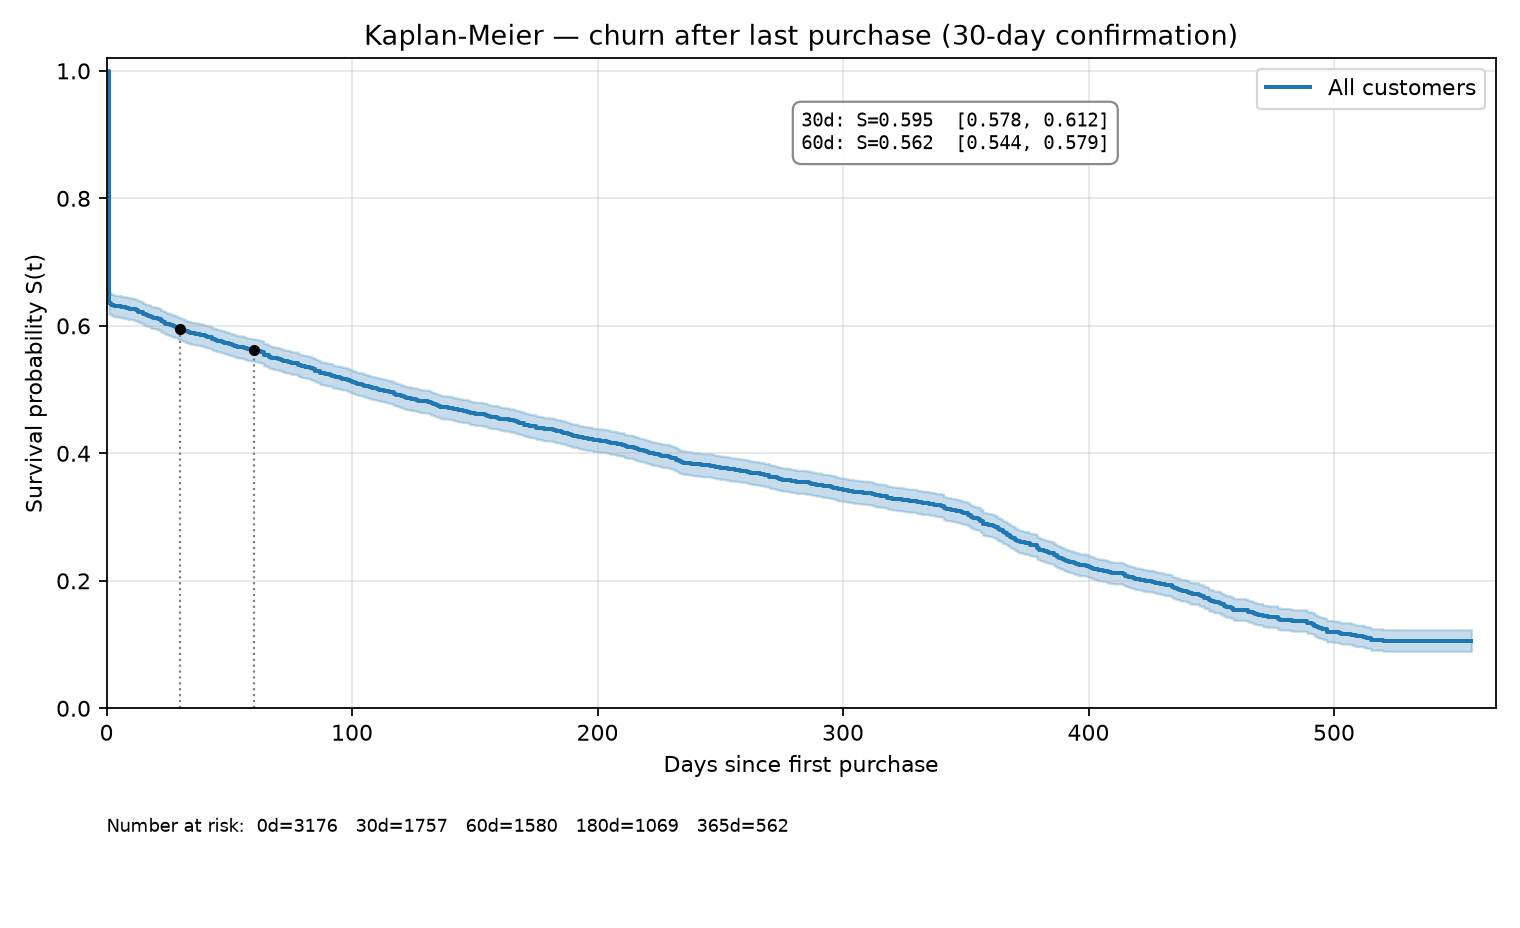 Kaplan-Meier — churn after last purchase (30-day confirmation)
All customers
30d: S=0.595  [0.578, 0.612]
60d: S=0.562  [0.544, 0.579]
Survival probability S(t)
1.0
0.8
0.6
0.4
0.2
0.0
0 100 200 300 400 500
Days since first purchase
Number at risk:  0d=3176   30d=1757   60d=1580   180d=1069   365d=562